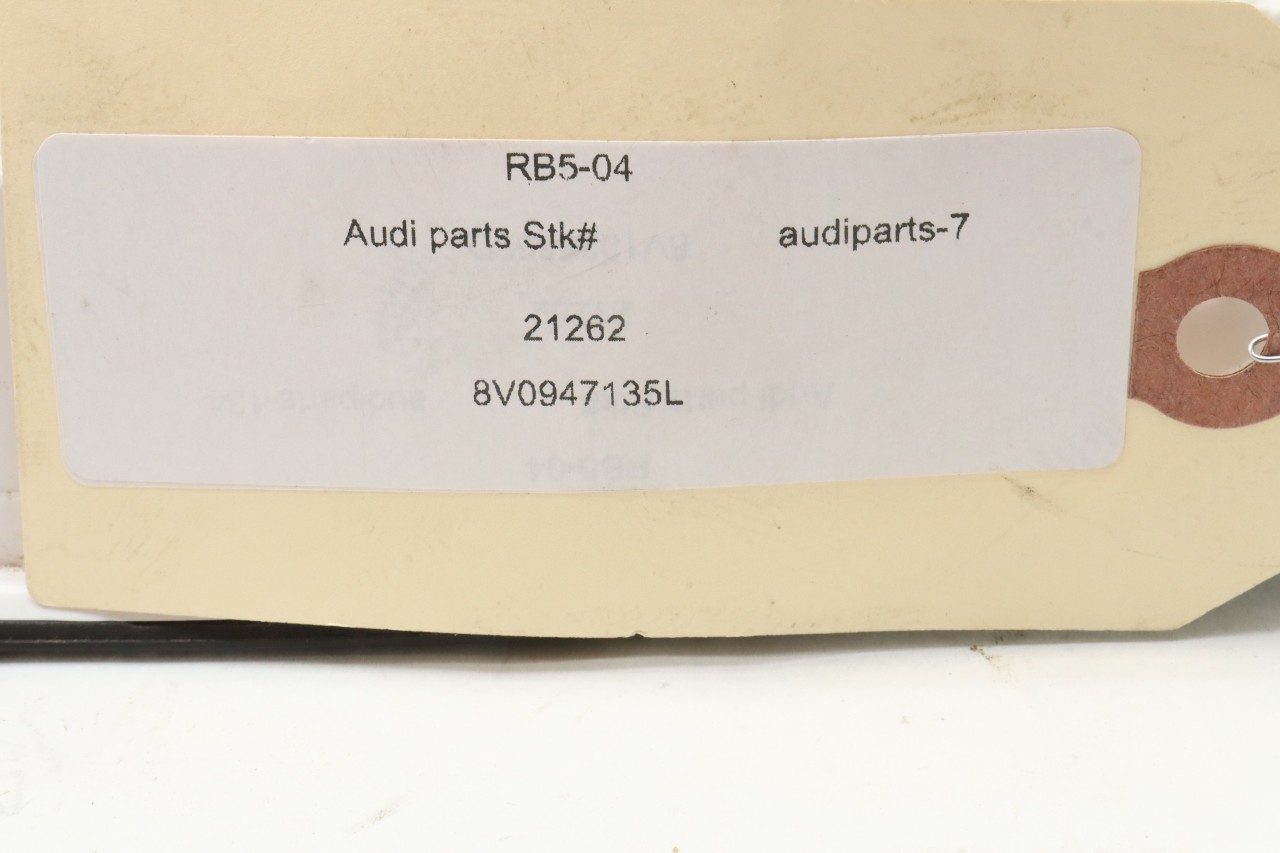 RB5-04
Audi parts Stk# audiparts-7
21262
8V0947135L